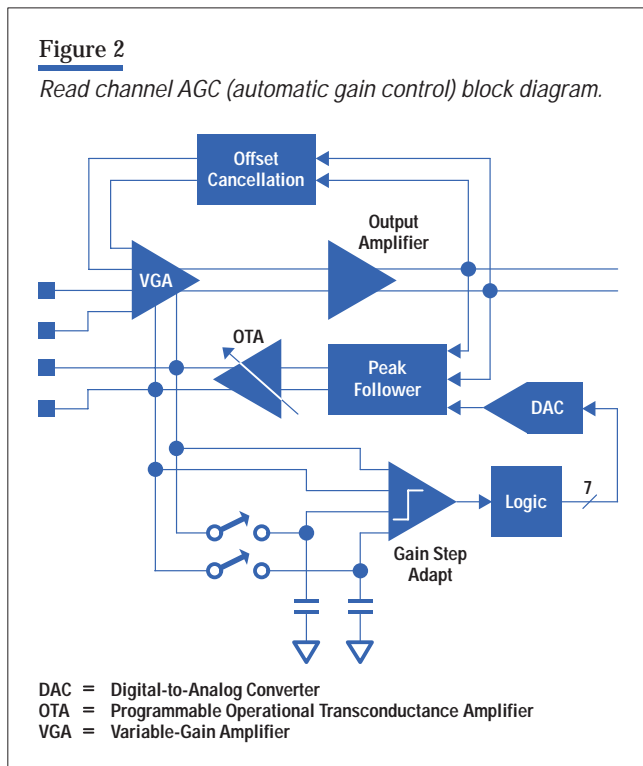 Figure 2
Read channel AGC (automatic gain control) block diagram.
Offset
Cancellation
Output
Amplifier
VGA
OTA
Peak
Follower
DAC
7
Logic
Gain Step
Adapt
DAC = Digital-to-Analog Converter
OTA = Programmable Operational Transconductance Amplifier
VGA = Variable-Gain Amplifier